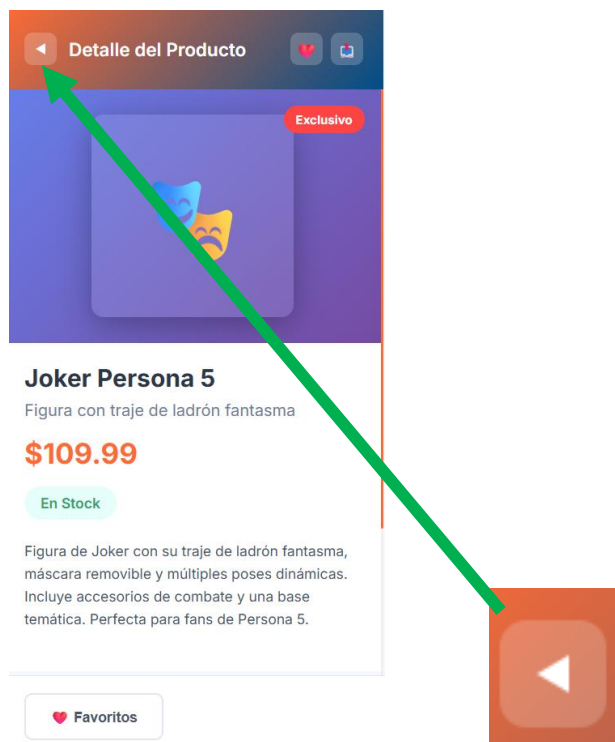 Detalle del Producto
Exclusivo
Joker Persona 5
Figura con traje de ladrón fantasma
$109.99
En Stock
Figura de Joker con su traje de ladrón fantasma,
máscara removible y múltiples poses dinámicas.
Incluye accesorios de combate y una base
temática. Perfecta para fans de Persona 5.
Favoritos